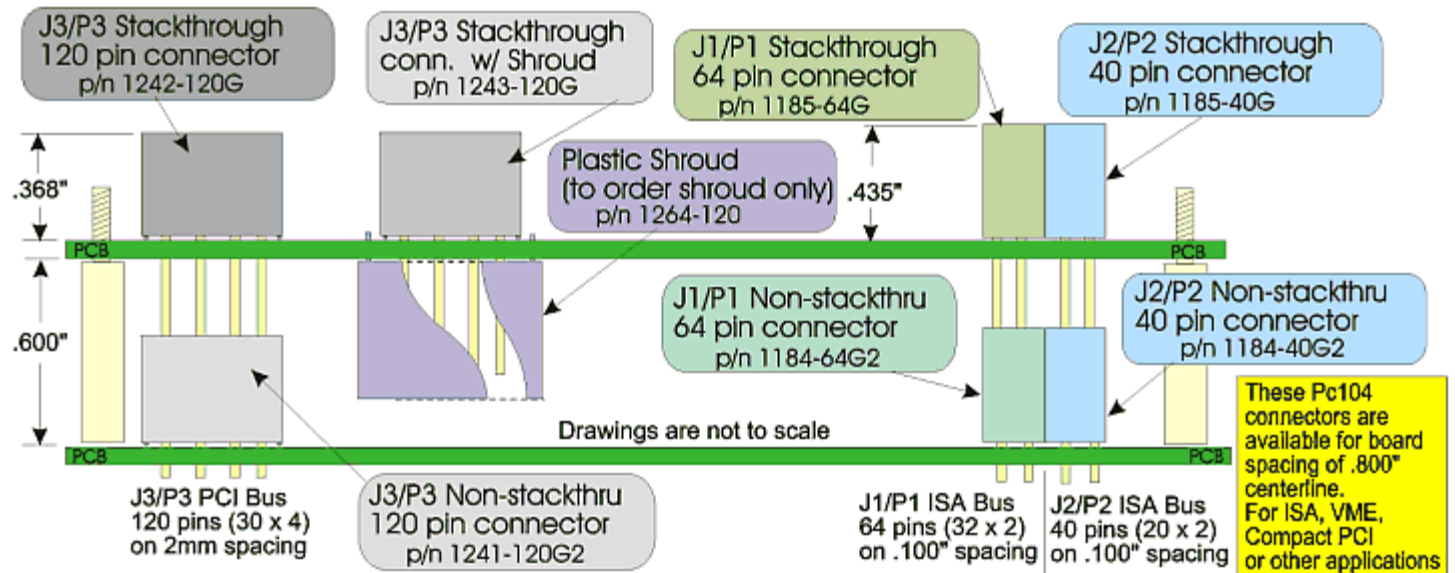 J3/P3 Stackthrough
120 pin connector
p/n 1242-120G
J3/P3 Stackthrough
conn. w/ Shroud
p/n 1243-120G
J1/P1 Stackthrough
64 pin connector
p/n 1185-64G
J2/P2 Stackthrough
40 pin connector
p/n 1185-40G
Plastic Shroud
(to order shroud only)
p/n 1264-120
.368"
.435"
PCB
PCB
.600"
J1/P1 Non-stackthru
64 pin connector
p/n 1184-64G2
J2/P2 Non-stackthru
40 pin connector
p/n 1184-40G2
Drawings are not to scale
PCB
PCB
J3/P3 PCI Bus
120 pins (30 x 4)
on 2mm spacing
J3/P3 Non-stackthru
120 pin connector
p/n 1241-120G2
J1/P1 ISA Bus
64 pins (32 x 2)
on .100" spacing
J2/P2 ISA Bus
40 pins (20 x 2)
on .100" spacing
These Pc104
connectors are
available for board
spacing of .800"
centerline.
For ISA, VME,
Compact PCI
or other applications